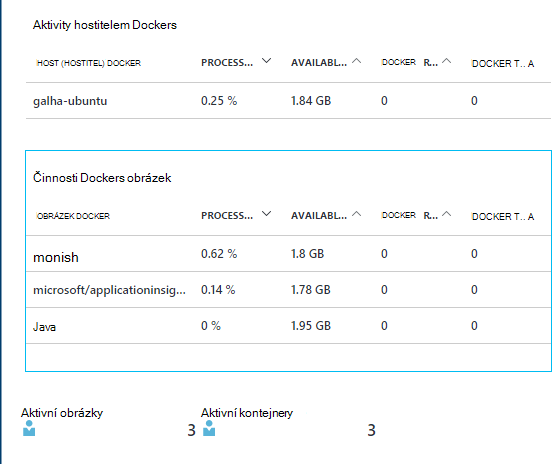 Aktivity hostitelem Dockers
HOST (HOSTITEL) DOCKER PROCESS... AVAILABL... DOCKER R... DOCKER T... A
galha-ubuntu 0.25 % 1.84 GB 0 0
Činnosti Dockers obrázek
OBRÁZEK DOCKER PROCESS... AVAILABL... DOCKER R... DOCKER T... A
monish 0.62 % 1.8 GB 0 0
microsoft/applicationinsig... 0.14 % 1.78 GB 0 0
Java 0 % 1.95 GB 0 0
Aktivní obrázky Aktivní kontejnery
3 3